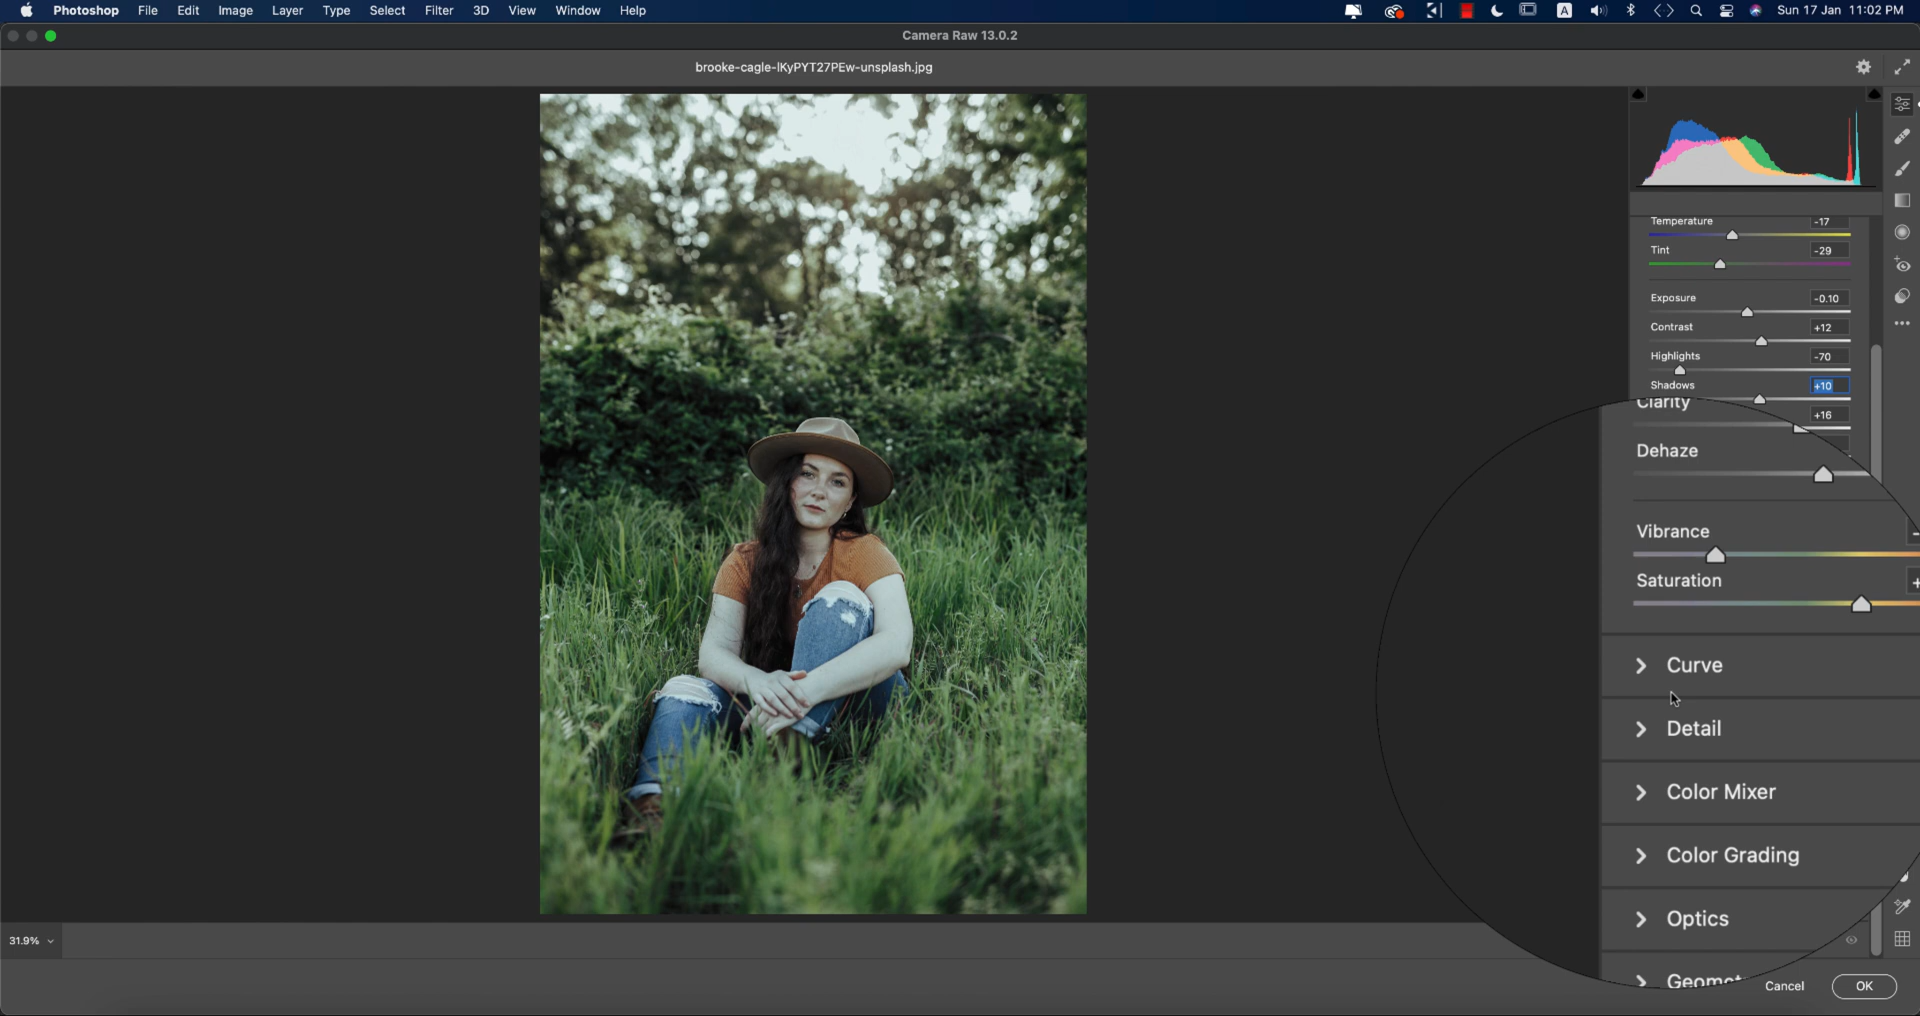 Photoshop File Edit Image Layer Type Select Filter 3D View Window Help
A Sun 17 Jan 11:02 PM
Camera Raw 13.0.2
brooke-cagle-lKyPYT27PEw-unsplash.jpg
Temperature -17
Tint -29
Exposure -0.10
Contrast +12
Highlights -70
Shadows +10
Clarity
+16
Dehaze
Vibrance -
Saturation +
Curve
Detail
Color Mixer
Color Grading
Optics
31.9%
Cancel OK